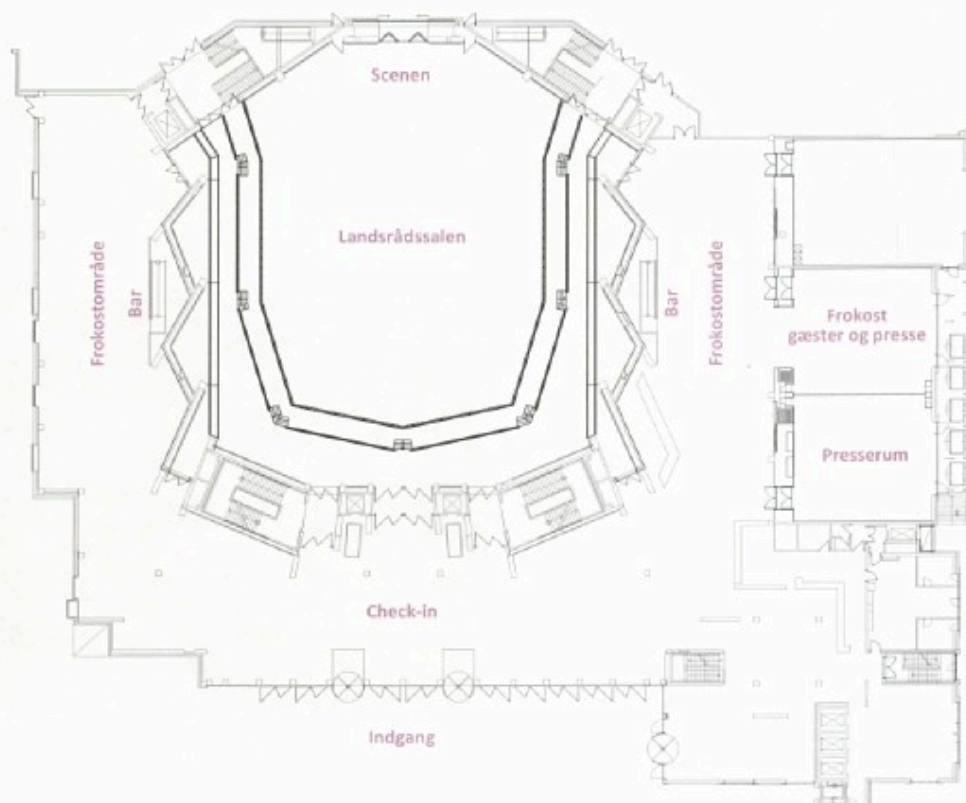 Scenen
Landsrådssalen
Frokostområde
Bar
Bar
Frokostområde
Frokost
gæster og presse
Presserum
Check-in
Indgang